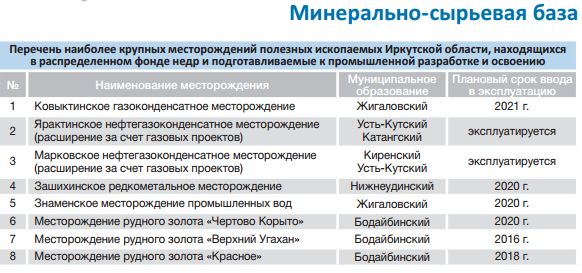 Минерально-сырьевая база
Перечень наиболее крупных месторождений полезных ископаемых Иркутской области, находящихся
в распределенном фонде недр и подготавливаемые к промышленной разработке и освоению
№ Наименование месторождения Муниципальное образование Плановый срок ввода в эксплуатацию
1 Ковыктинское газоконденсатное месторождение Жигаловский 2021 г.
2 Ярактинское нефтегазоконденсатное месторождение Усть-Кутский эксплуатируется
(расширение за счет газовых проектов) Катангский
3 Марковское нефтегазоконденсатное месторождение Киренский эксплуатируется
(расширение за счет газовых проектов) Усть-Кутский
4 Зашихинское редкометальное месторождение Нижнеудинский 2020 г.
5 Знаменское месторождение промышленных вод Жигаловский 2020 г.
6 Месторождение рудного золота «Чертово Корыто» Бодайбинский 2020 г.
7 Месторождение рудного золота «Верхний Угахан» Бодайбинский 2016 г.
8 Месторождение рудного золота «Красное» Бодайбинский 2018 г.